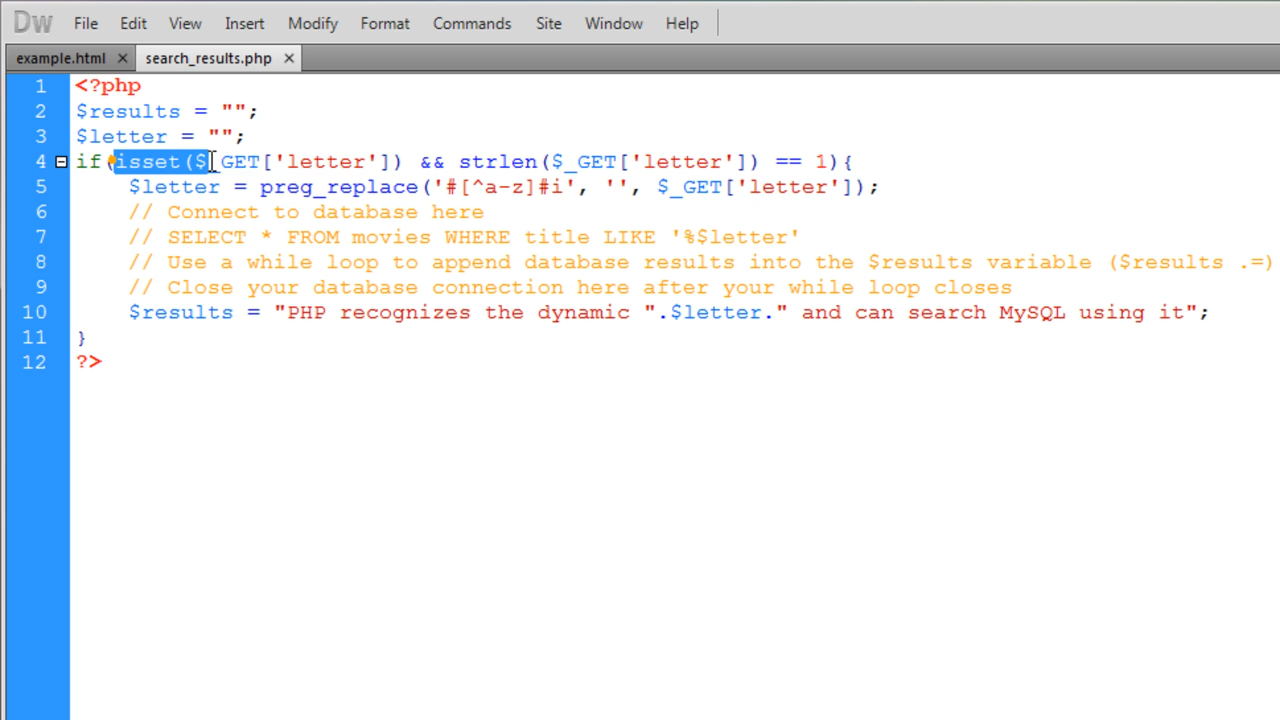 Dw File Edit View Insert Modify Format Commands Site Window Help
example.html search_results.php
1 <?php
2 $results = "";
3 $letter = "";
4 if(isset($_GET['letter']) && strlen($_GET['letter']) == 1){
5 $letter = preg_replace('#[^a-z]#i', '', $_GET['letter']);
6 // Connect to database here
7 // SELECT * FROM movies WHERE title LIKE '%$letter'
8 // Use a while loop to append database results into the $results variable ($results .=)
9 // Close your database connection here after your while loop closes
10 $results = "PHP recognizes the dynamic ".$letter." and can search MySQL using it";
11 }
12 ?>